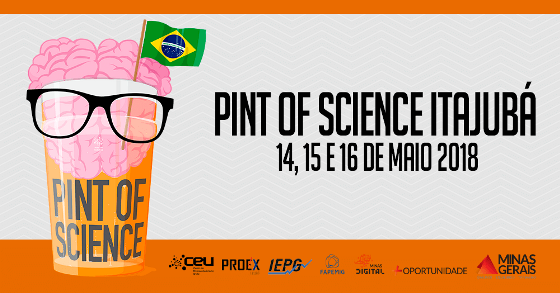 PINT OF SCIENCE ITAJUBÁ
14, 15 E 16 DE MAIO 2018
PINT OF
SCIENCE
CEU
PROEX
IEPG
FAPEMIG
MINAS
DIGITAL
OPORTUNIDADE
MINAS
GERAIS